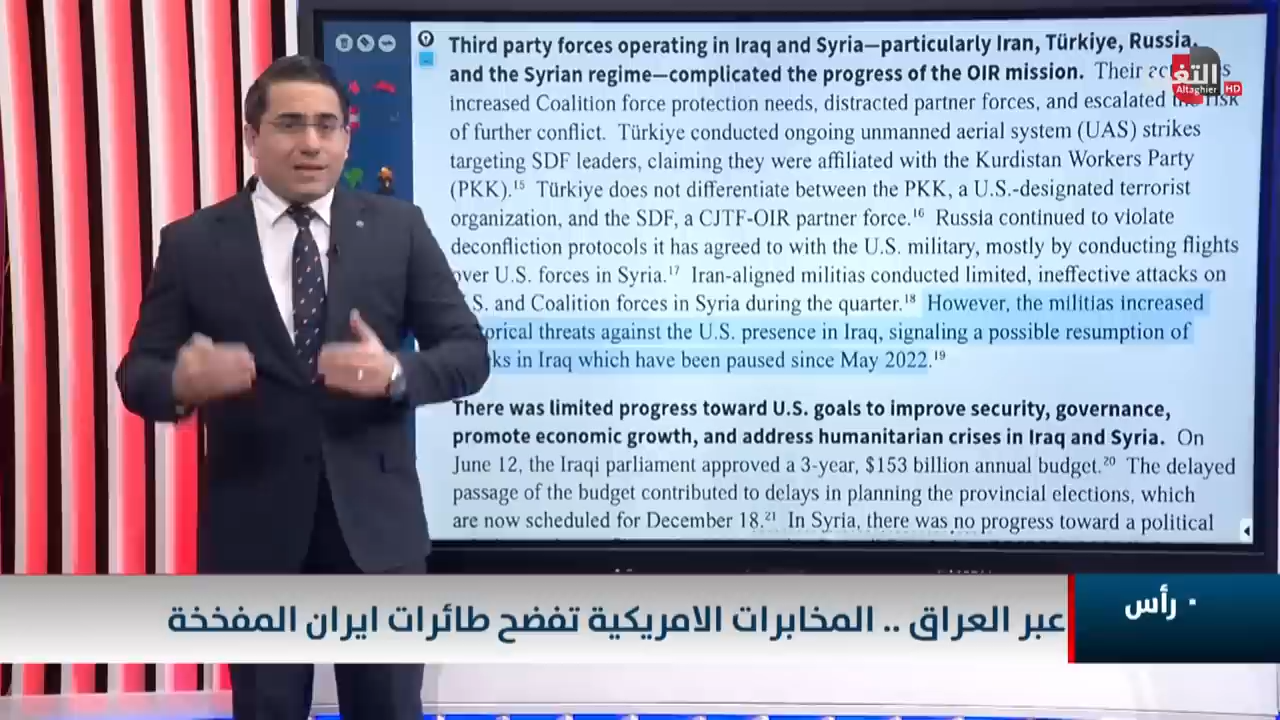 Third party forces operating in Iraq and Syria—particularly Iran, Türkiye, Russia,
and the Syrian regime—complicated the progress of the OIR mission. Their
increased Coalition force protection needs, distracted partner forces, and escalated the risk
of further conflict. Türkiye conducted ongoing unmanned aerial system (UAS) strikes
targeting SDF leaders, claiming they were affiliated with the Kurdistan Workers Party
(PKK).15 Türkiye does not differentiate between the PKK, a U.S.-designated terrorist
organization, and the SDF, a CJTF-OIR partner force.16 Russia continued to violate
deconfliction protocols it has agreed to with the U.S. military, mostly by conducting flights
over U.S. forces in Syria.17 Iran-aligned militias conducted limited, ineffective attacks on
S. and Coalition forces in Syria during the quarter.18 However, the militias increased
orical threats against the U.S. presence in Iraq, signaling a possible resumption of
ks in Iraq which have been paused since May 2022.19
There was limited progress toward U.S. goals to improve security, governance,
promote economic growth, and address humanitarian crises in Iraq and Syria. On
June 12, the Iraqi parliament approved a 3-year, $153 billion annual budget.20 The delayed
passage of the budget contributed to delays in planning the provincial elections, which
are now scheduled for December 18.21 In Syria, there was no progress toward a political
Altaghier HD
رأس
عبر العراق .. المخابرات الامريكية تفضح طائرات ايران المفخخة